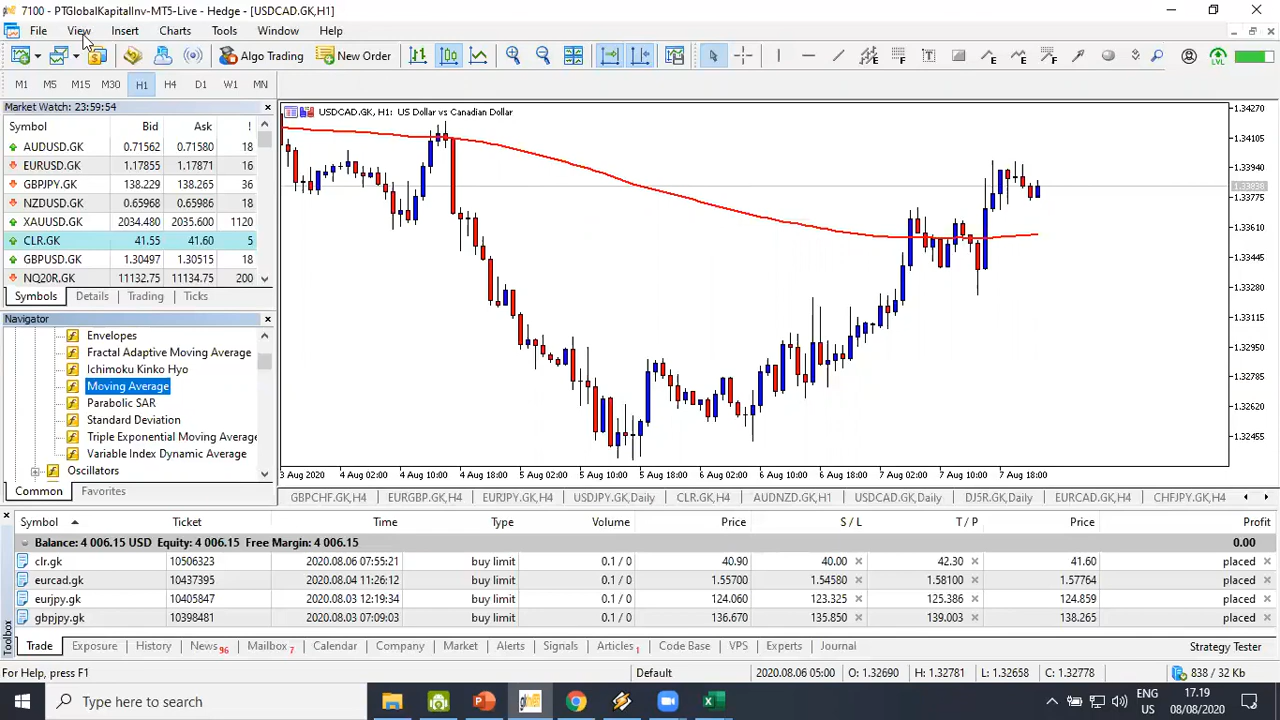 7100 - PTGlobalKapitalInv-MT5-Live - Hedge - [USDCAD.GK,H1]
File View Insert Charts Tools Window Help
Algo Trading New Order LVL
M1 M5 M15 M30 H1 H4 D1 W1 MN
Market Watch: 23:59:54
Symbol Bid Ask !
AUDUSD.GK 0.71562 0.71580 18
EURUSD.GK 1.17855 1.17871 16
GBPJPY.GK 138.229 138.265 36
NZDUSD.GK 0.65968 0.65986 18
XAUUSD.GK 2034.480 2035.600 1120
CLR.GK 41.55 41.60 5
GBPUSD.GK 1.30497 1.30515 18
NQ20R.GK 11132.75 11134.75 200
Symbols Details Trading Ticks
Navigator
Envelopes
Fractal Adaptive Moving Average
Ichimoku Kinko Hyo
Moving Average
Parabolic SAR
Standard Deviation
Triple Exponential Moving Average
Variable Index Dynamic Average
Oscillators
Common Favorites
USDCAD.GK, H1: US Dollar vs Canadian Dollar
1.34270
1.34105
1.33940
1.33775
1.33610
1.33445
1.33280
1.33115
1.32950
1.32785
1.32620
1.32455
3 Aug 2020 4 Aug 02:00 4 Aug 10:00 4 Aug 18:00 5 Aug 02:00 5 Aug 10:00 5 Aug 18:00 6 Aug 02:00 6 Aug 10:00 6 Aug 18:00 7 Aug 02:00 7 Aug 10:00 7 Aug 18:00
GBPCHF.GK,H4 EURGBP.GK,H4 EURJPY.GK,H4 USDJPY.GK,Daily CLR.GK,H4 AUDNZD.GK,H1 USDCAD.GK,Daily DJ5R.GK,Daily EURCAD.GK,H4 CHFJPY.GK,H4
Symbol Ticket Time Type Volume Price S / L T / P Price Profit
Balance: 4 006.15 USD Equity: 4 006.15 Free Margin: 4 006.15 0.00
clr.gk 10506323 2020.08.06 07:55:21 buy limit 0.1 / 0 40.90 40.00 42.30 41.60 placed
eurcad.gk 10437395 2020.08.04 11:26:12 buy limit 0.1 / 0 1.55700 1.54580 1.58100 1.57764 placed
eurjpy.gk 10405847 2020.08.03 12:19:34 buy limit 0.1 / 0 124.060 123.325 125.386 124.859 placed
gbpjpy.gk 10398481 2020.08.03 07:09:03 buy limit 0.1 / 0 136.670 135.850 139.003 138.265 placed
Toolbox
Trade Exposure History News 96 Mailbox 7 Calendar Company Market Alerts Signals Articles 1 Code Base VPS Experts Journal Strategy Tester
For Help, press F1 Default 2020.08.06 05:00 O: 1.32690 H: 1.32781 L: 1.32658 C: 1.32778 838 / 32 Kb
Type here to search ENG 17.19
US 08/08/2020